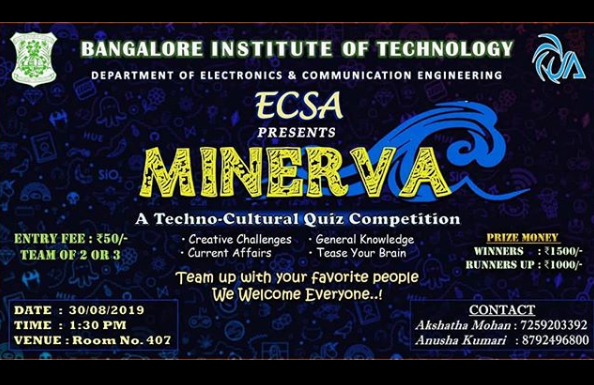 BANGALORE INSTITUTE OF TECHNOLOGY
DEPARTMENT OF ELECTRONICS & COMMUNICATION ENGINEERING
ECSA
PRESENTS
MINERVA
A Techno-Cultural Quiz Competition
ENTRY FEE : ₹50/-
TEAM OF 2 OR 3
• Creative Challenges • General Knowledge
• Current Affairs • Tease Your Brain
PRIZE MONEY
WINNERS : ₹1500/-
RUNNERS UP : ₹1000/-
Team up with your favorite people
We Welcome Everyone..!
DATE : 30/08/2019
TIME : 1:30 PM
VENUE : Room No. 407
CONTACT
Akshatha Mohan : 7259203392
Anusha Kumari : 8792496800